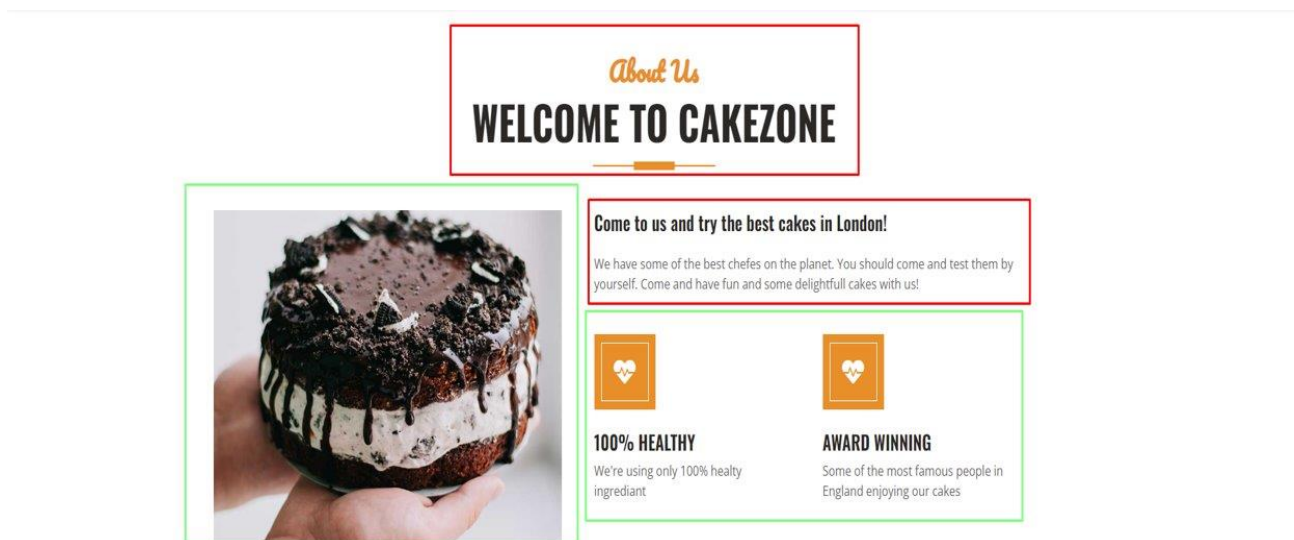 About Us
WELCOME TO CAKEZONE
Come to us and try the best cakes in London!
We have some of the best chefes on the planet. You should come and test them by
yourself. Come and have fun and some delightfull cakes with us!
100% HEALTHY
We're using only 100% healty
ingrediant
AWARD WINNING
Some of the most famous people in
England enjoying our cakes